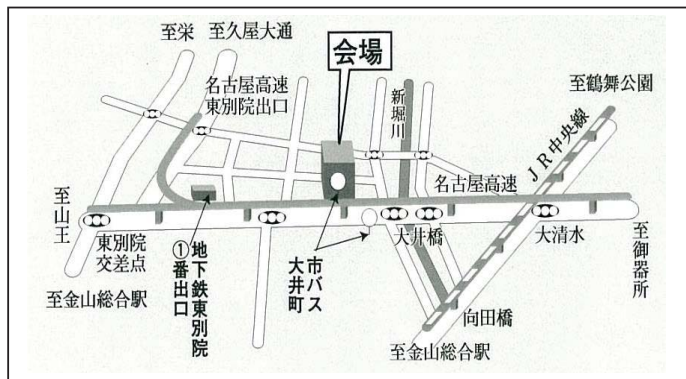 至栄
至久屋大通
会場
名古屋高速
東別院出口
新堀川
至鶴舞公園
JR中央線
名古屋高速
至山王
東別院
交差点
地下鉄東別院
①番出口
市バス
大井町
大井橋
大清水
至御器所
至金山総合駅
向田橋
至金山総合駅